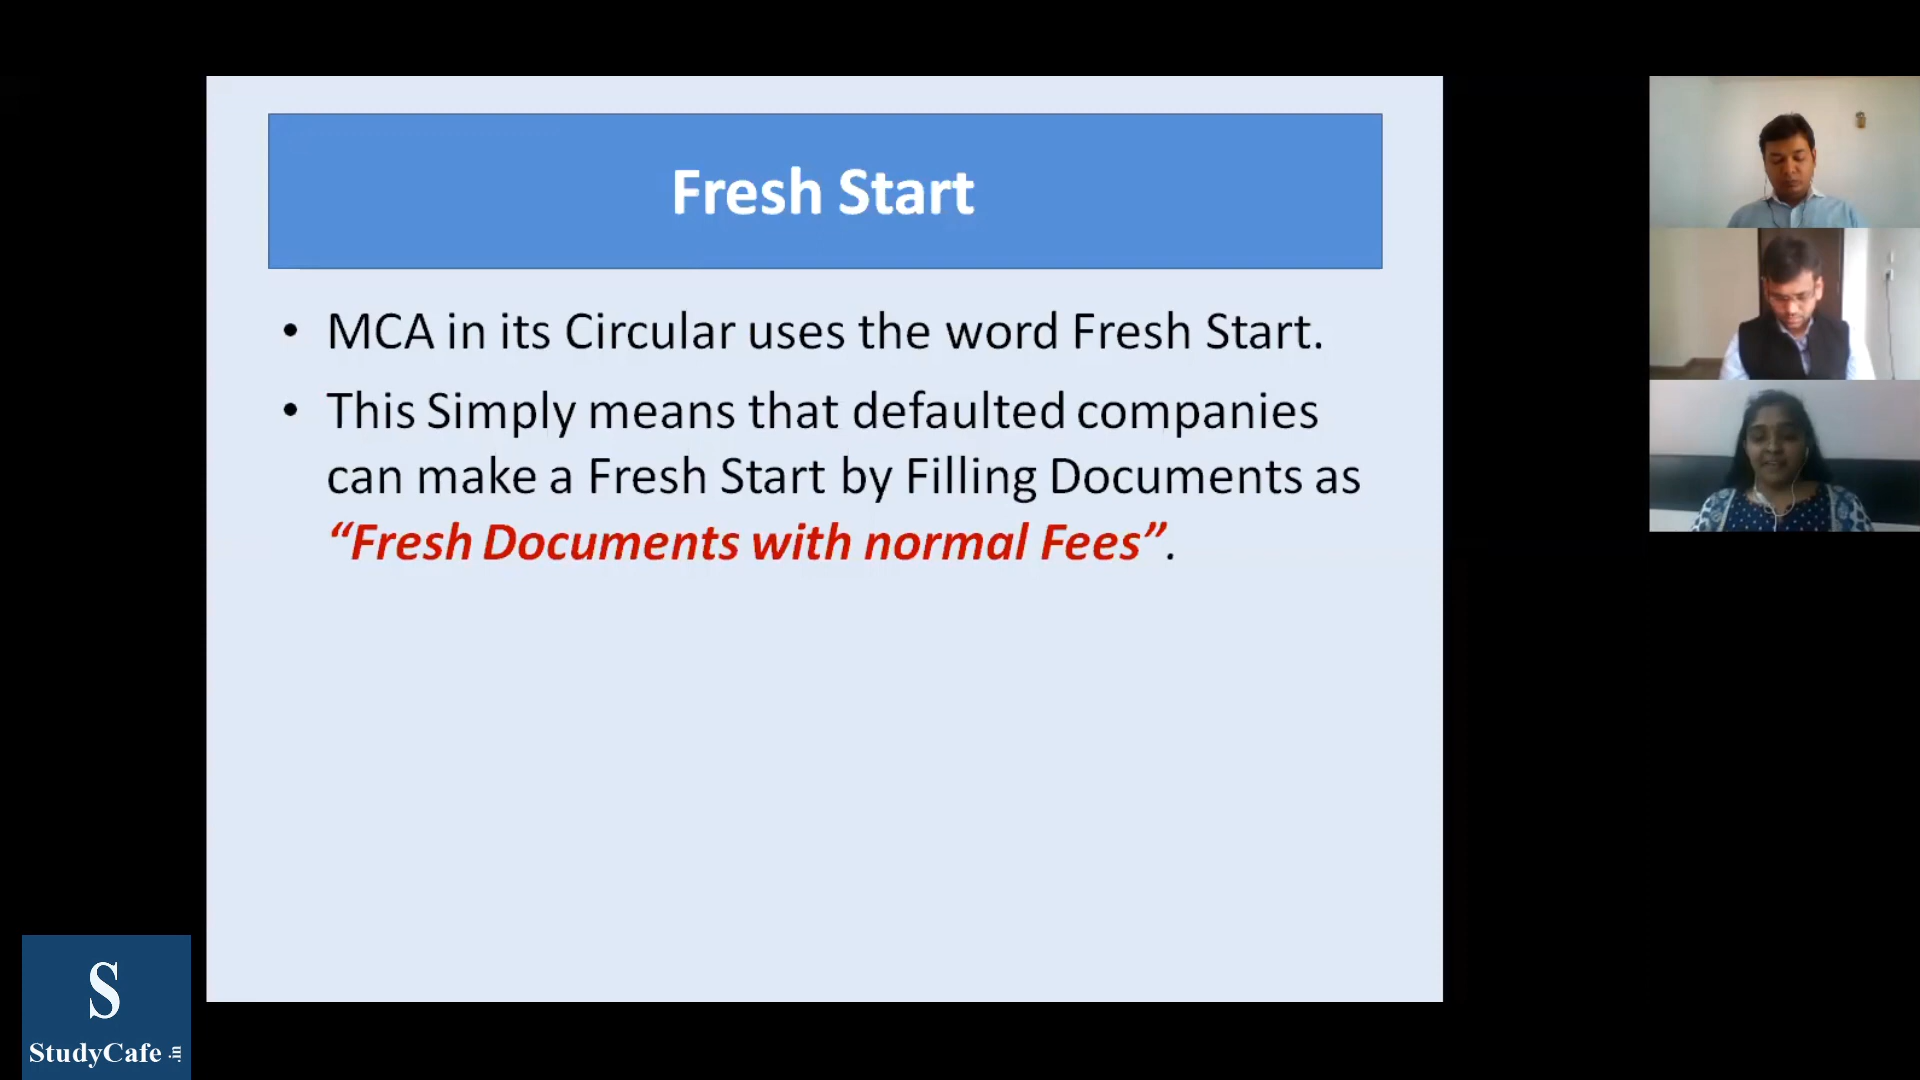 Fresh Start
• MCA in its Circular uses the word Fresh Start.
• This Simply means that defaulted companies
can make a Fresh Start by Filling Documents as
“Fresh Documents with normal Fees”.
S
StudyCafe .in